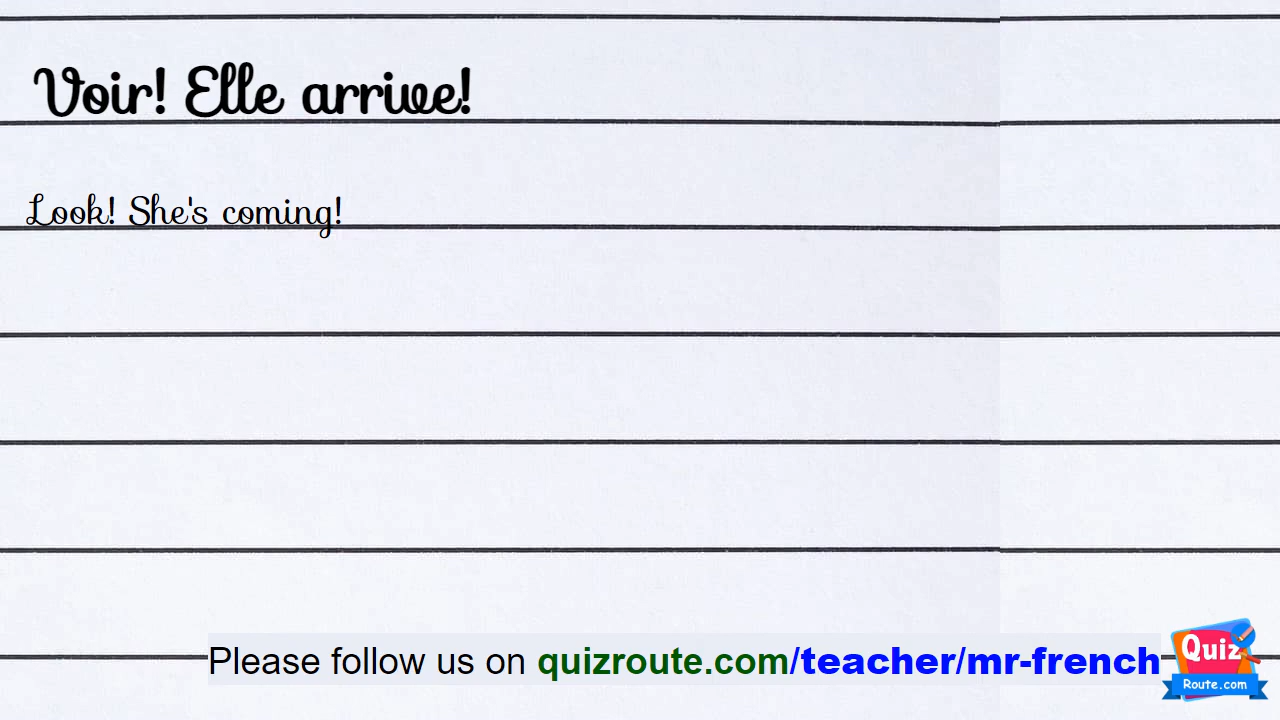 Voir! Elle arrive!
Look! She's coming!
Please follow us on quizroute.com/teacher/mr-french
Quiz
Route.com